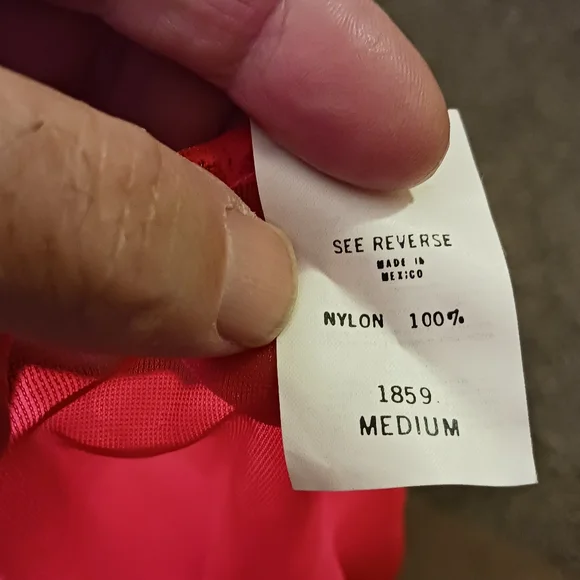 SEE REVERSE
MADE IN
MEXICO
NYLON 100%
1859
MEDIUM